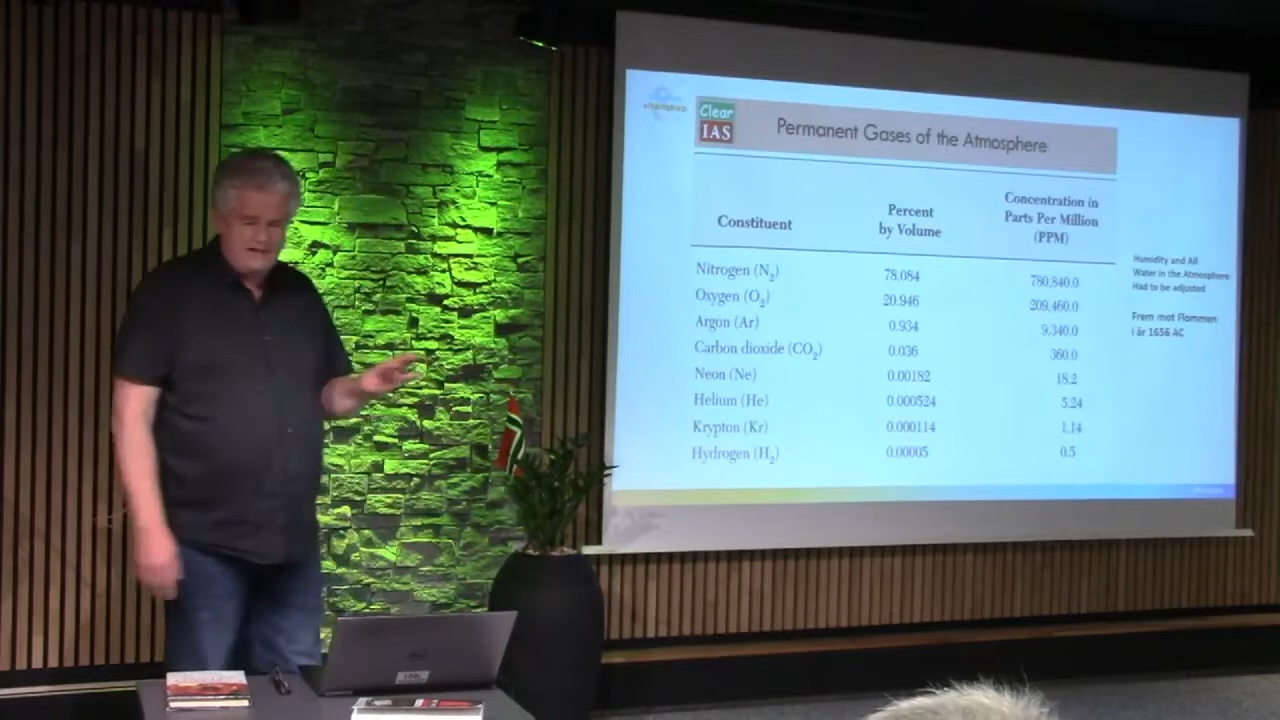 Clear
IAS
Permanent Gases of the Atmosphere
Constituent
Percent
by Volume
Concentration in
Parts Per Million
(PPM)
Nitrogen (N₂) 78.084 780,840.0
Oxygen (O₂) 20.946 209,460.0
Argon (Ar) 0.934 9,340.0
Carbon dioxide (CO₂) 0.036 360.0
Neon (Ne) 0.00182 18.2
Helium (He) 0.000524 5.24
Krypton (Kr) 0.000114 1.14
Hydrogen (H₂) 0.00005 0.5
Humidity and All
Water in the Atmosphere
Had to be adjusted
Frem mot Flommen
i år 1656 AC